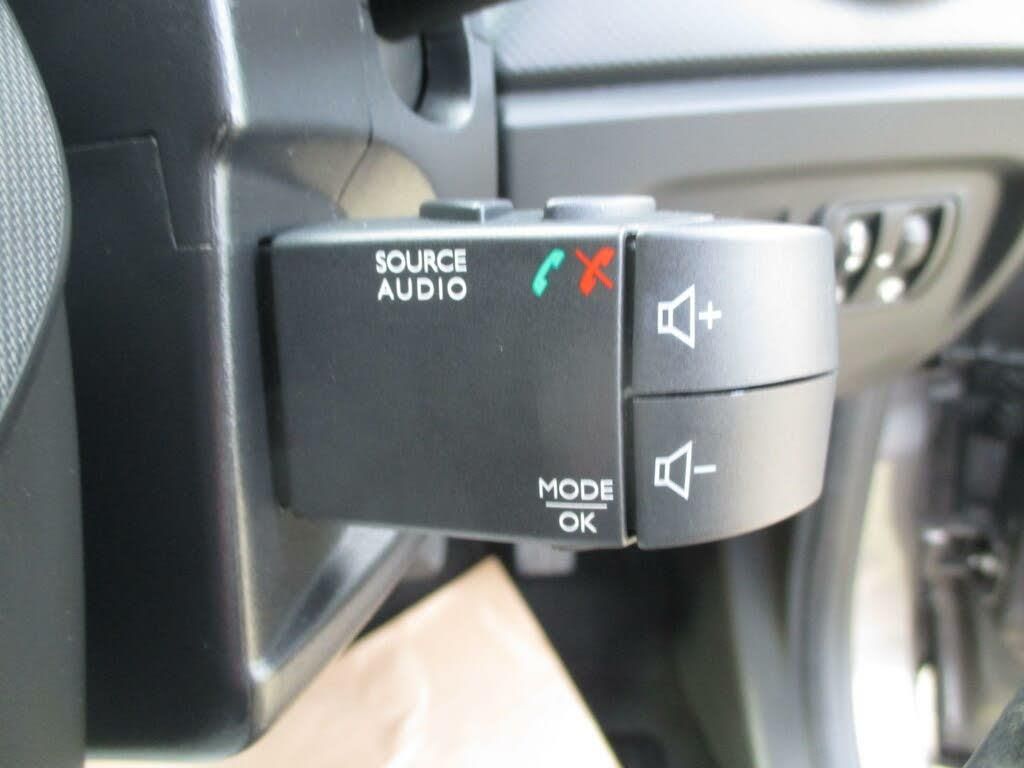 SOURCE
AUDIO
+
MODE
OK
-